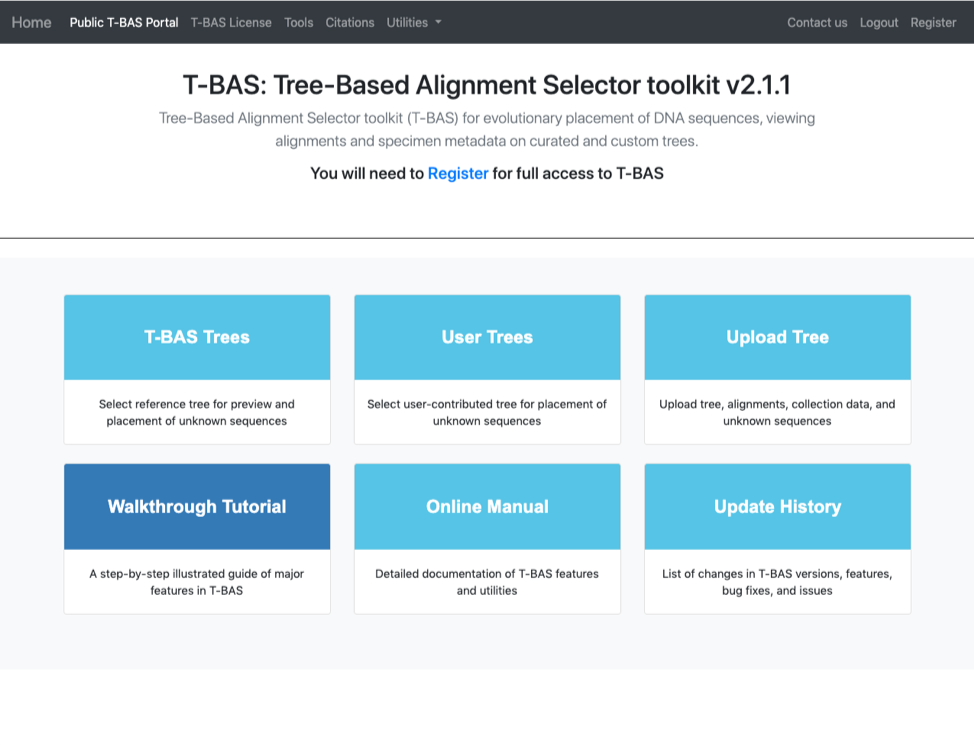 Home Public T-BAS Portal T-BAS License Tools Citations Utilities Contact us Logout Register
T-BAS: Tree-Based Alignment Selector toolkit v2.1.1
Tree-Based Alignment Selector toolkit (T-BAS) for evolutionary placement of DNA sequences, viewing
alignments and specimen metadata on curated and custom trees.
You will need to Register for full access to T-BAS
T-BAS Trees
Select reference tree for preview and
placement of unknown sequences
User Trees
Select user-contributed tree for placement of
unknown sequences
Upload Tree
Upload tree, alignments, collection data, and
unknown sequences
Walkthrough Tutorial
A step-by-step illustrated guide of major
features in T-BAS
Online Manual
Detailed documentation of T-BAS features
and utilities
Update History
List of changes in T-BAS versions, features,
bug fixes, and issues